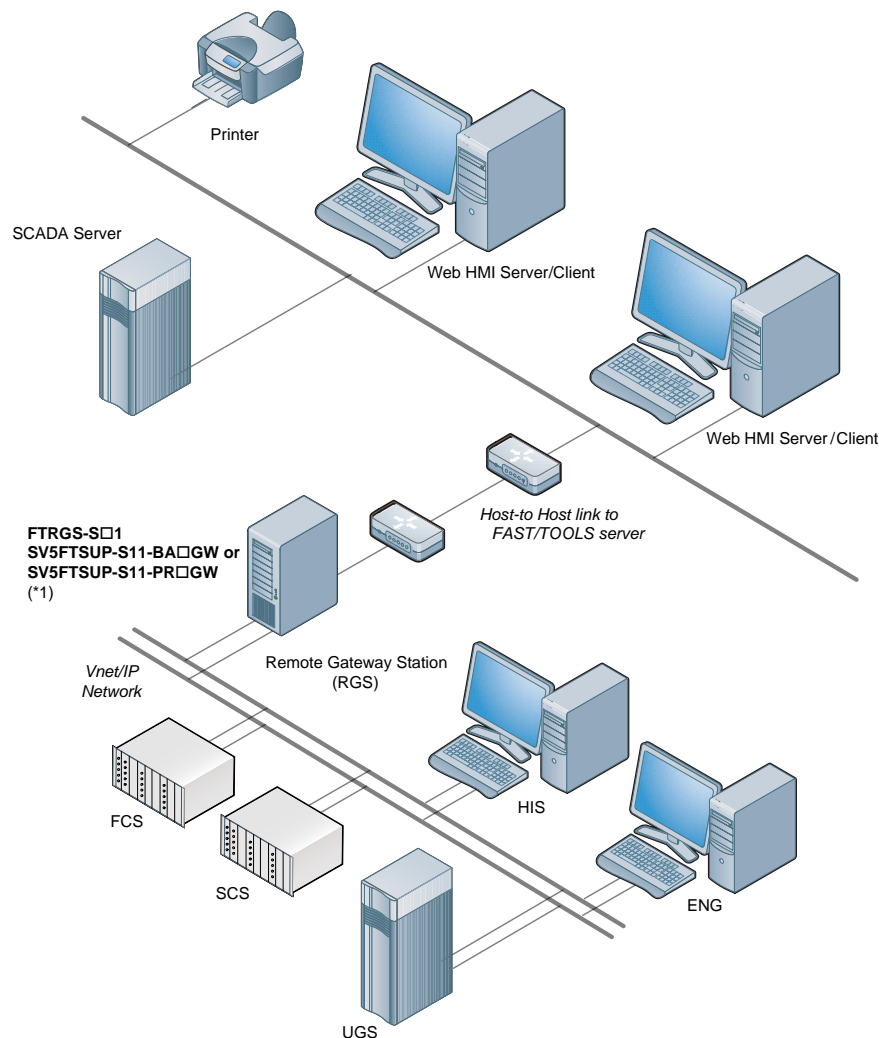 Printer
SCADA Server
Web HMI Server/Client
Web HMI Server/Client
Host-to Host link to
FAST/TOOLS server
FTRGS-S□1
SV5FTSUP-S11-BA□GW or
SV5FTSUP-S11-PR□GW
(*1)
Remote Gateway Station
(RGS)
Vnet/IP
Network
FCS
HIS
SCS
ENG
UGS